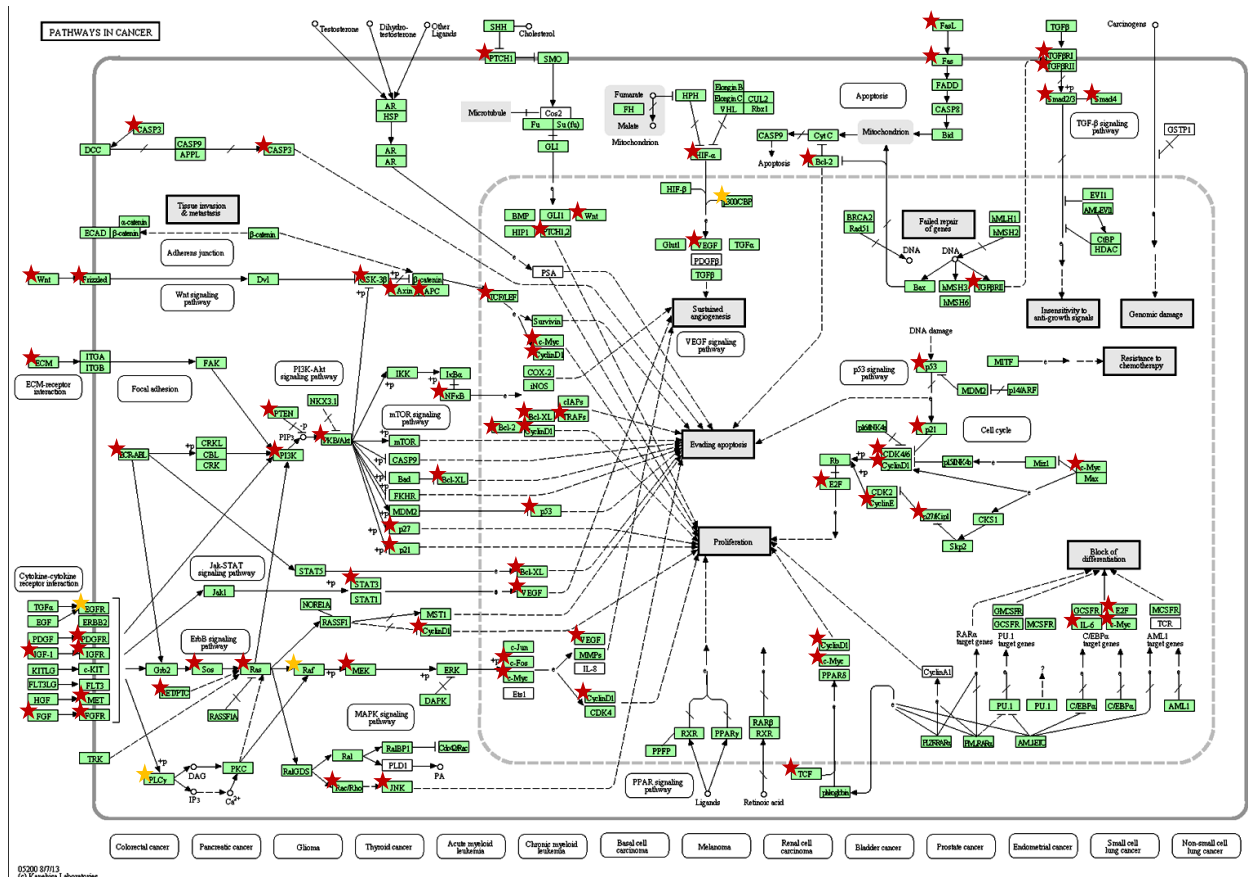 PATHWAYS IN CANCER
Testosterone
Dihydro-
testosterone
Other
Ligands
SHH
Cholesterol
PTCH1
SMO
Microtubule
Cos2
Fu
Su(fu)
GLI
Fumarate
FH
Malate
Mitochondrion
HPH
Elongin B
Elongin C
CUL2
VHL
Rbx1
HIF-α
HIF-β
p300/CBP
FasL
Fas
FADD
CASP8
Bid
Apoptosis
CASP9
CytC
Mitochondrion
Apoptosis
Bcl-2
TGFβ
TGFβRI
TGFβRII
+p
Smad2/3
Smad4
TGF-β signaling
pathway
Carcinogens
GSTP1
CASP3
DCC
CASP9
APPL
CASP3
AR
HSP
AR
AR
Tissue invasion
& metastasis
ECAD
α-catenin
β-catenin
β-catenin
Adherens junction
BMP
GLI1
Wnt
HIP1
PTCH1,2
PSA
Glut1
VEGF
TGFα
PDGFβ
TGFβ
BRCA2
Rad51
DNA
Failed repair
of genes
hMLH1
hMSH2
DNA
Bax
hMSH3
hMSH6
TGFβRII
EVI1
AML1-EVI1
CtBP
HDAC
Wnt
Frizzled
Dvl
GSK-3β
+p
β-catenin
Axin
APC
TCF/LEF
Wnt signaling
pathway
Survivin
c-Myc
CyclinD1
Sustained
angiogenesis
VEGF signaling
pathway
Insensitivity to
anti-growth signals
Genomic damage
DNA damage
p53
p53 signaling
pathway
MDM2
p14/ARF
MITF
Resistance to
chemotherapy
ECM
ITGA
ITGB
ECM-receptor
interaction
Focal adhesion
FAK
PI3K-Akt
signaling pathway
IKK
IκBα
NFκB
COX-2
iNOS
PTEN
NKX3.1
PIP3
PKB/Akt
mTOR signaling
pathway
cIAPs
Bcl-XL
TRAFs
Bcl-2
CyclinD1
Evading apoptosis
p21
Cell cycle
p16INK4a
CDK4/6
CyclinD1
p15INK4b
Miz1
c-Myc
Max
Rb
E2F
CDK2
CyclinE
p27/Kip1
CKS1
Skp2
BCR-ABL
CRKL
CBL
CRK
PI3K
mTOR
CASP9
Bad
Bcl-XL
FKHR
MDM2
p53
p27
p21
Proliferation
Block of
differentiation
Jak-STAT
signaling pathway
STAT5
Bcl-XL
STAT3
STAT1
Jak1
VEGF
Cytokine-cytokine
receptor interaction
TGFα
EGFR
EGF
ERBB2
PDGF
PDGFR
IGF-1
IGFR
KITLG
c-KIT
FLT3LG
FLT3
HGF
MET
FGF
FGFR
TRK
ErbB signaling
pathway
Grb2
Sos
Ras
Raf
MEK
ERK
RET/PTC
RASSF1A
NORE1A
RASSF1
MST1
CyclinD1
DAPK
MAPK signaling
pathway
c-Jun
c-Fos
c-Myc
Ets1
VEGF
MMPs
IL-8
CyclinD1
CDK4
CyclinD1
c-Myc
PPARδ
PLCγ
+p
DAG
IP3
PKC
Ca2+
RalGDS
Ral
RalBP1
Cdc42/Rac
PLD1
PA
Rac/Rho
JNK
PPFP
RXR
PPARγ
RARβ
RXR
PPAR signaling
pathway
Ligands
Retinoic acid
TCF
RARα
target genes
GMCSFR
GCSFR
MCSFR
PU.1
target genes
GCSFR
E2F
IL-6
c-Myc
C/EBPα
target genes
MCSFR
TCR
AML1
target genes
CyclinA1
PU.1
PU.1
?
C/EBPα
C/EBPα
AML1
Colorectal cancer
Pancreatic cancer
Glioma
Thyroid cancer
Acute myeloid
leukemia
Chronic myeloid
leukemia
Basal cell
carcinoma
Melanoma
Renal cell
carcinoma
Bladder cancer
Prostate cancer
Endometrial cancer
Small cell
lung cancer
Non-small cell
lung cancer
05200 8/7/13
(c) Kanehisa Laboratories